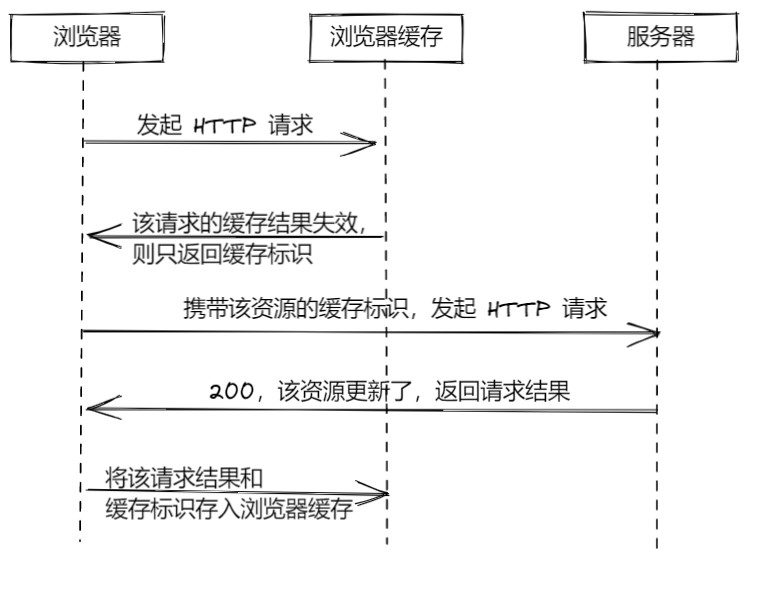 浏览器
浏览器缓存
服务器
发起 HTTP 请求
该请求的缓存结果失效，
则只返回缓存标识
携带该资源的缓存标识，发起 HTTP 请求
200，该资源更新了，返回请求结果
将该请求结果和
缓存标识存入浏览器缓存